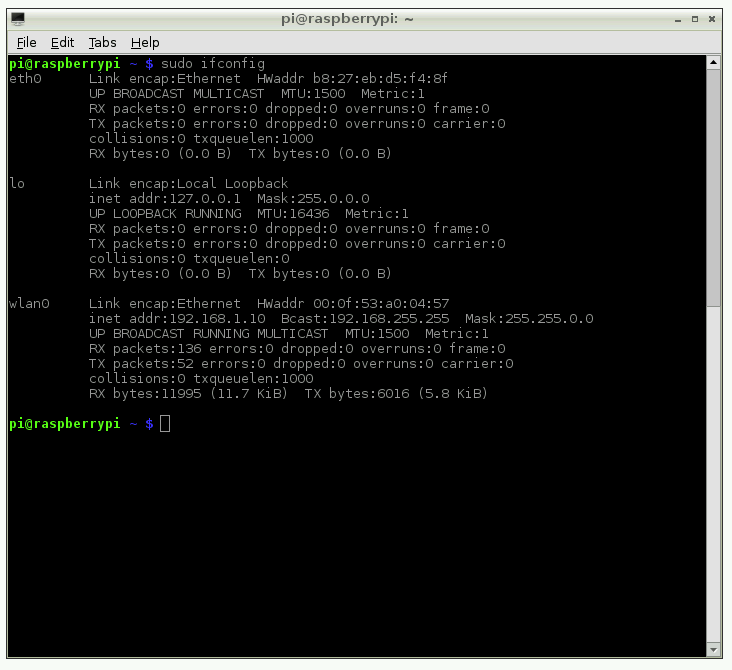 pi@raspberrypi: ~
File Edit Tabs Help
pi@raspberrypi ~ $ sudo ifconfig
eth0      Link encap:Ethernet  HWaddr b8:27:eb:d5:f4:8f
          UP BROADCAST MULTICAST  MTU:1500  Metric:1
          RX packets:0 errors:0 dropped:0 overruns:0 frame:0
          TX packets:0 errors:0 dropped:0 overruns:0 carrier:0
          collisions:0 txqueuelen:1000
          RX bytes:0 (0.0 B)  TX bytes:0 (0.0 B)

lo        Link encap:Local Loopback
          inet addr:127.0.0.1  Mask:255.0.0.0
          UP LOOPBACK RUNNING  MTU:16436  Metric:1
          RX packets:0 errors:0 dropped:0 overruns:0 frame:0
          TX packets:0 errors:0 dropped:0 overruns:0 carrier:0
          collisions:0 txqueuelen:0
          RX bytes:0 (0.0 B)  TX bytes:0 (0.0 B)

wlan0     Link encap:Ethernet  HWaddr 00:0f:53:a0:04:57
          inet addr:192.168.1.10  Bcast:192.168.255.255  Mask:255.255.0.0
          UP BROADCAST RUNNING MULTICAST  MTU:1500  Metric:1
          RX packets:136 errors:0 dropped:0 overruns:0 frame:0
          TX packets:52 errors:0 dropped:0 overruns:0 carrier:0
          collisions:0 txqueuelen:1000
          RX bytes:11995 (11.7 KiB)  TX bytes:6016 (5.8 KiB)

pi@raspberrypi ~ $